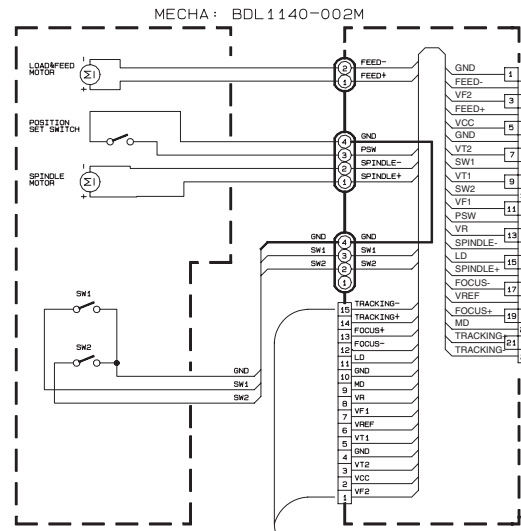 MECHA: BDL1140-002M
LOAD&FEED
MOTOR
M
-
+
2 FEED-
1 FEED+
POSITION
SET SWITCH
4 GND
3 PSW
2 SPINDLE-
1 SPINDLE+
SPINDLE
MOTOR
M
-
+
GND 4 GND
SW1 3 SW1
SW2 2 SW2
1
SW1
SW2
GND
SW1
SW2
15 TRACKING-
14 TRACKING+
13 FOCUS+
12 FOCUS-
11 LD
10 GND
9 MD
8 VR
7 VF1
6 VREF
5 VT1
4 GND
3 VT2
2 VCC
1 VF2
GND 1
FEED-
VF2 3
FEED+
VCC 5
GND
VT2 7
SW1
VT1 9
SW2
VF1 11
PSW
VR 13
SPINDLE-
LD 15
SPINDLE+
FOCUS- 17
VREF
FOCUS+ 19
MD
TRACKING+ 21
TRACKING-